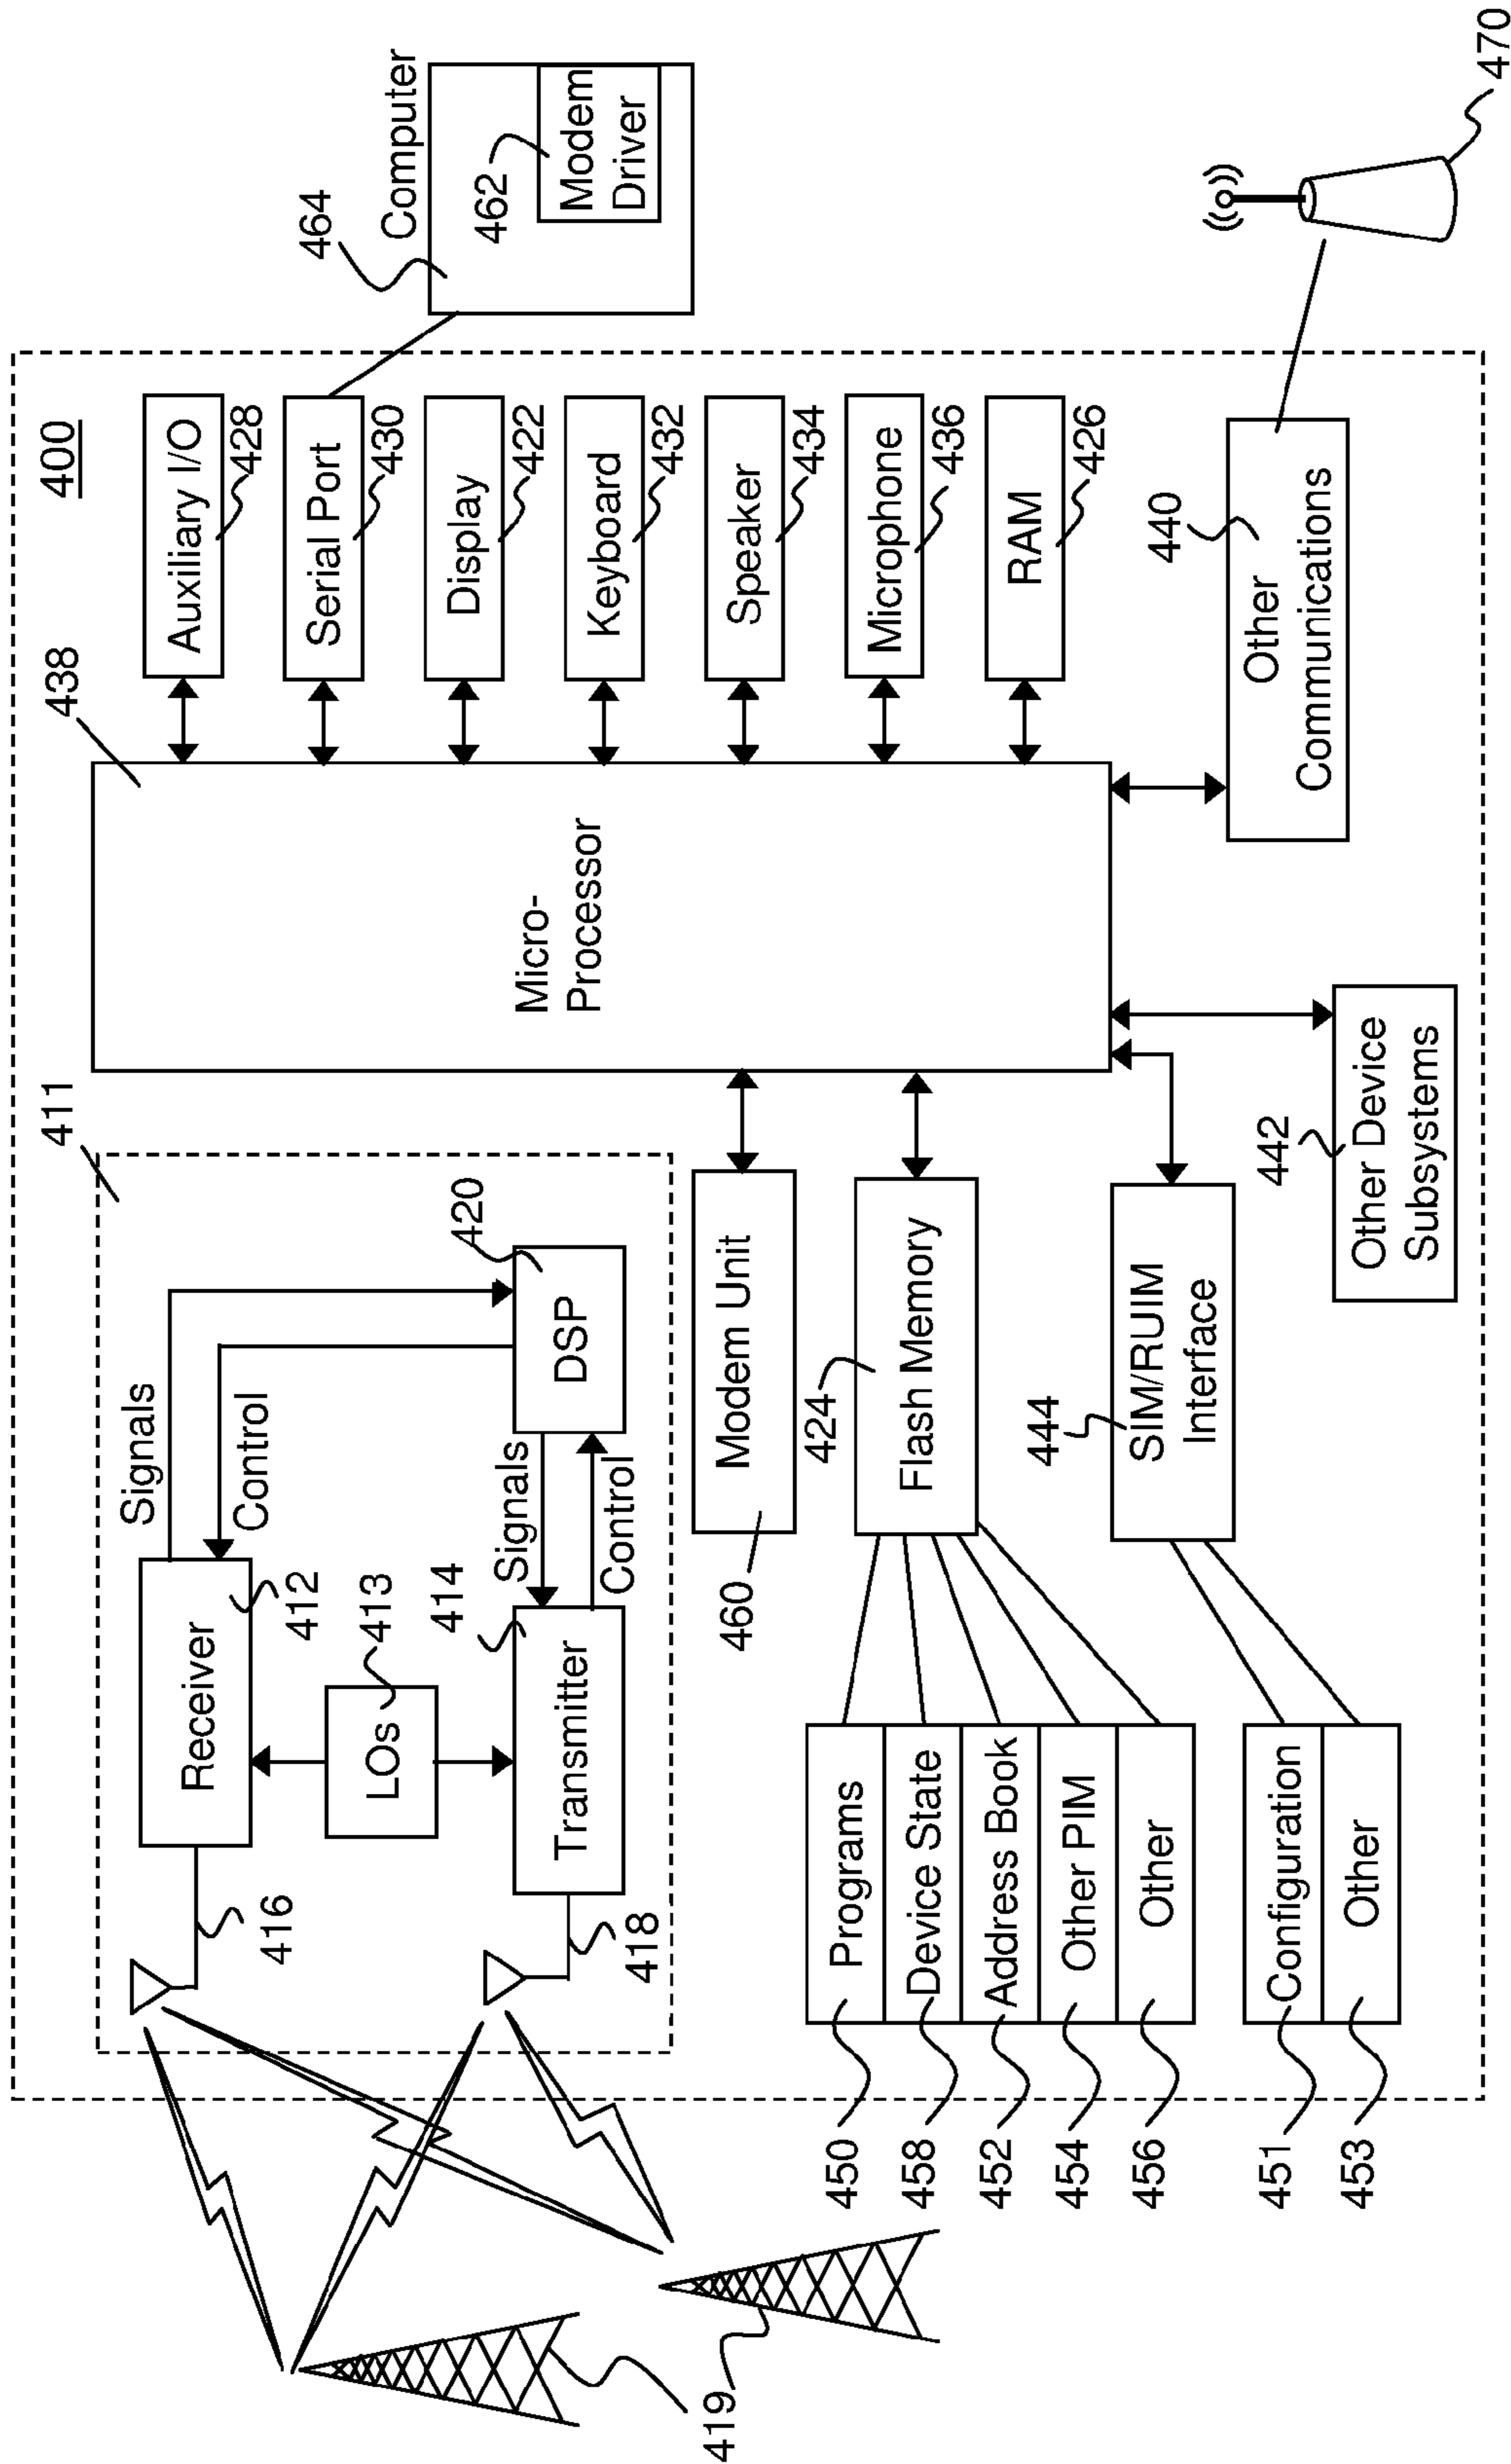 400
411
438
Signals
Control
Receiver
412
416
LOs
413
414
Signals
Control
Transmitter
418
DSP
420
419
Micro-
Processor
Auxiliary I/O
428
Serial Port
430
Display
422
Keyboard
432
Speaker
434
Microphone
436
RAM
426
464
Computer
462
Modem
Driver
Modem Unit
460
424
Flash Memory
Programs
Device State
Address Book
Other PIM
Other
450
458
452
454
456
444
SIM/RUIM
Interface
Configuration
Other
451
453
442
Other Device
Subsystems
440
Other
Communications
470